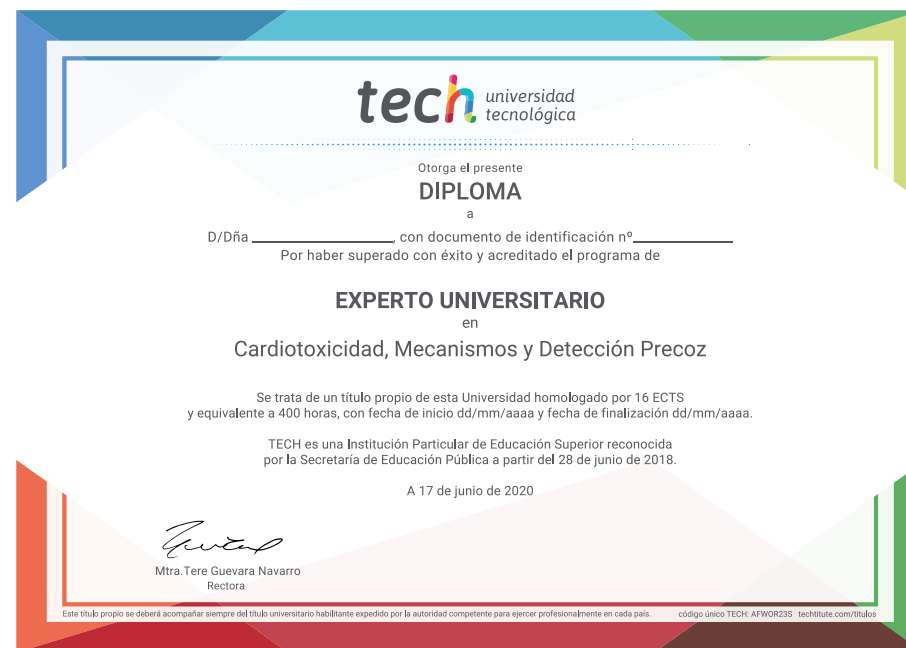 tech universidad
tecnológica
Otorga el presente
DIPLOMA
a
D/Dña ____________________, con documento de identificación nº______________
Por haber superado con éxito y acreditado el programa de
EXPERTO UNIVERSITARIO
en
Cardiotoxicidad, Mecanismos y Detección Precoz
Se trata de un título propio de esta Universidad homologado por 16 ECTS
y equivalente a 400 horas, con fecha de inicio dd/mm/aaaa y fecha de finalización dd/mm/aaaa.
TECH es una Institución Particular de Educación Superior reconocida
por la Secretaría de Educación Pública a partir del 28 de junio de 2018.
A 17 de junio de 2020
Mtra.Tere Guevara Navarro
Rectora
Este título propio se deberá acompañar siempre del título universitario habilitante expedido por la autoridad competente para ejercer profesionalmente en cada país. código único TECH: AFWOR23S techtitute.com/titulos